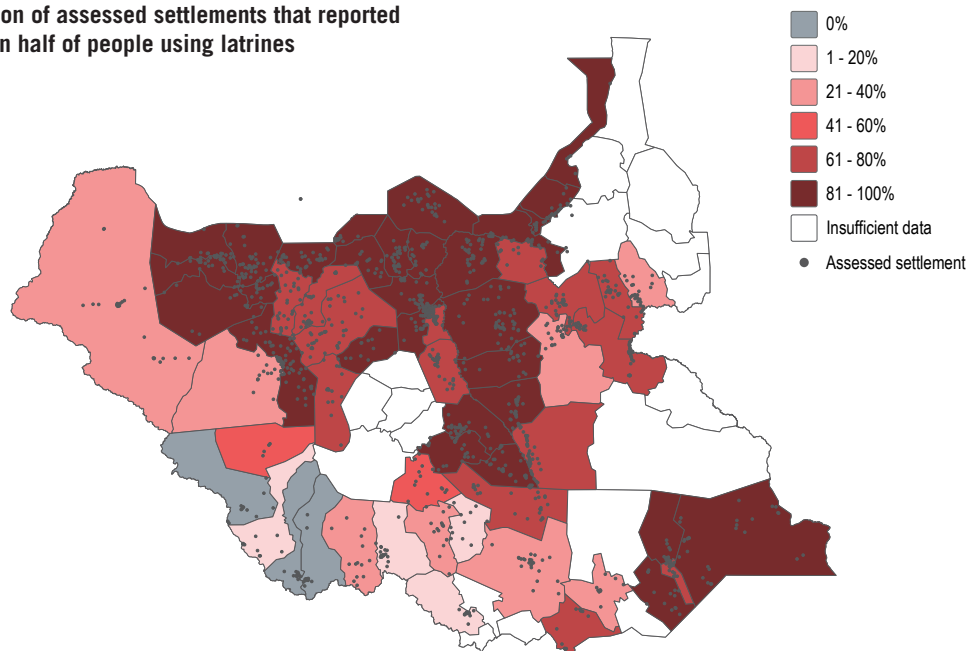 of assessed settlements that reported
half of people using latrines
0%
1 - 20%
21 - 40%
41 - 60%
61 - 80%
81 - 100%
Insufficient data
Assessed settlement